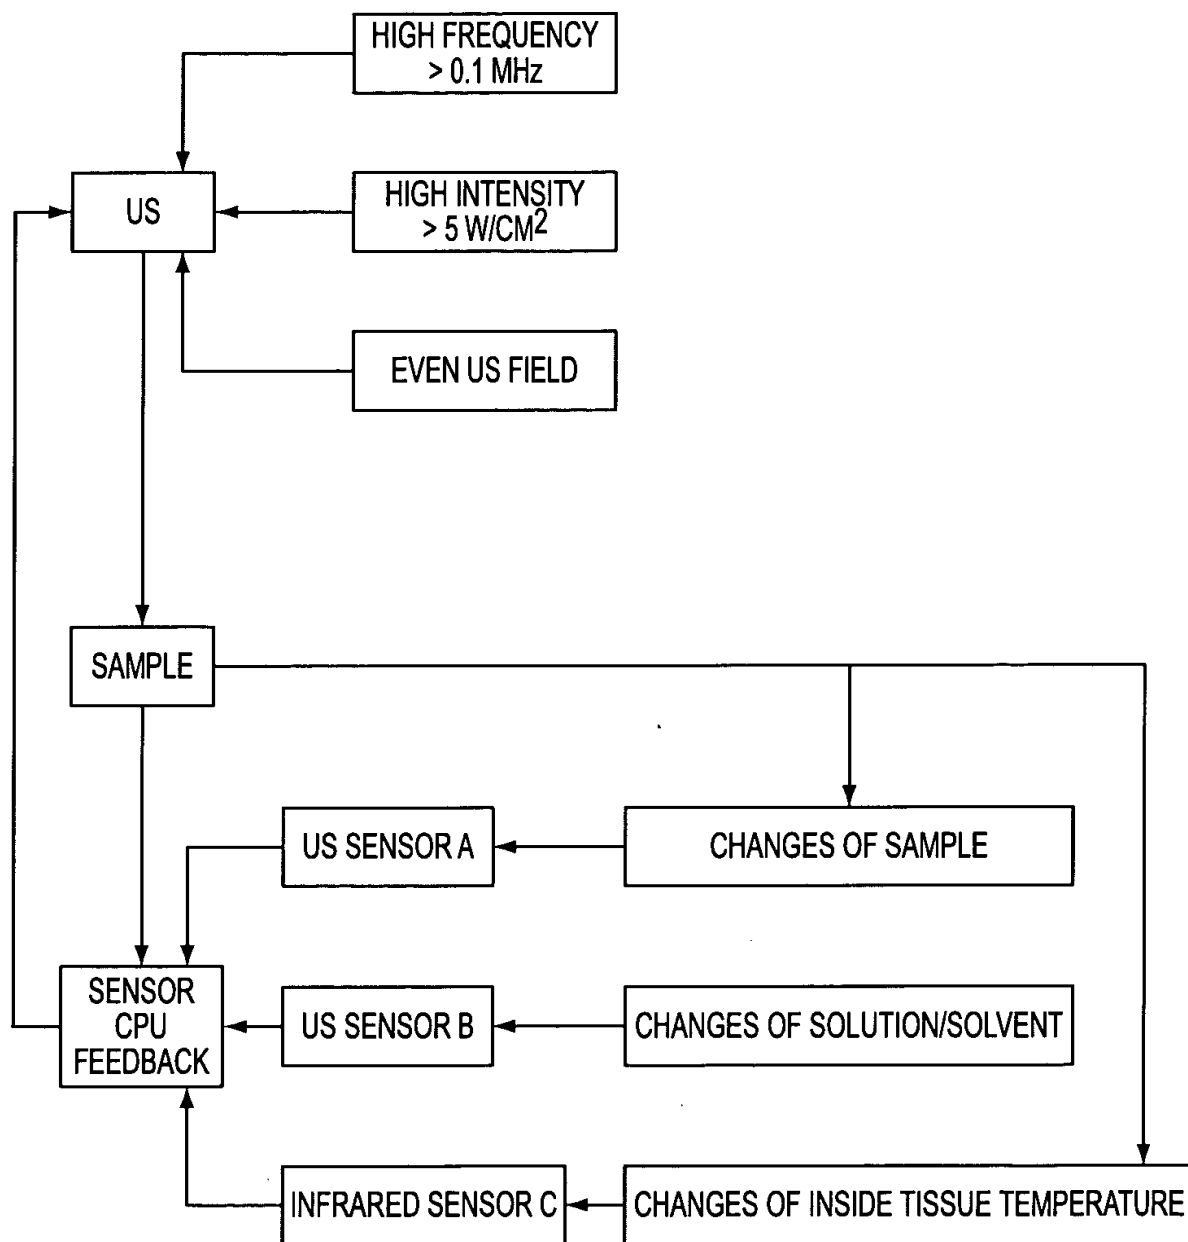 HIGH FREQUENCY
> 0.1 MHz
US
HIGH INTENSITY
> 5 W/CM²
EVEN US FIELD
SAMPLE
US SENSOR A
CHANGES OF SAMPLE
SENSOR
CPU
FEEDBACK
US SENSOR B
CHANGES OF SOLUTION/SOLVENT
INFRARED SENSOR C
CHANGES OF INSIDE TISSUE TEMPERATURE